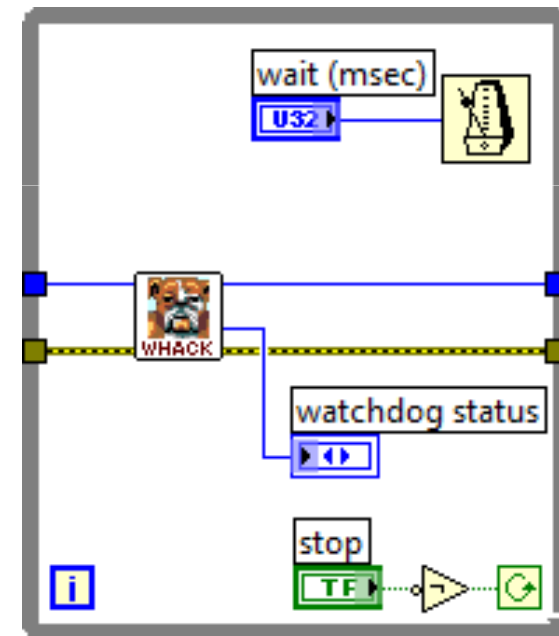 wait (msec)
U32
WHACK
watchdog status
stop
i
TF